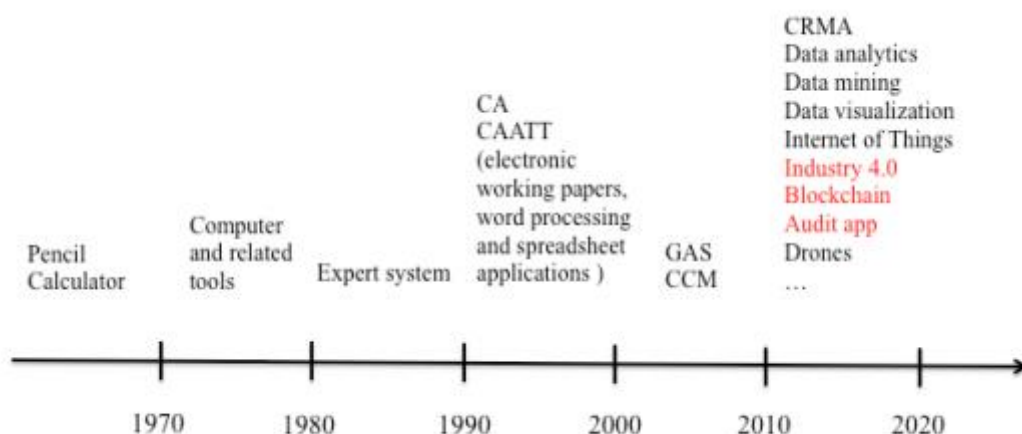 Pencil
Calculator
Computer
and related
tools
Expert system
CA
CAATT
(electronic
working papers,
word processing
and spreadsheet
applications )
GAS
CCM
CRMA
Data analytics
Data mining
Data visualization
Internet of Things
Industry 4.0
Blockchain
Audit app
Drones
…
1970 1980 1990 2000 2010 2020